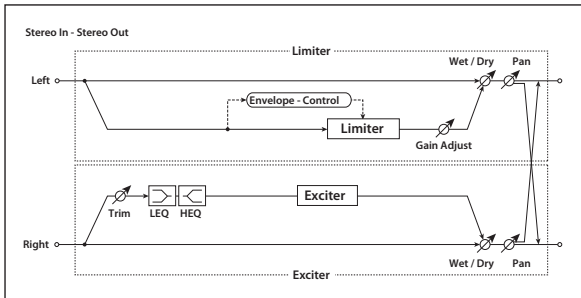 Stereo In - Stereo Out
Limiter
Wet / Dry Pan
Left
Envelope - Control
Limiter
Gain Adjust
Exciter
Trim LEQ HEQ
Right
Wet / Dry Pan
Exciter